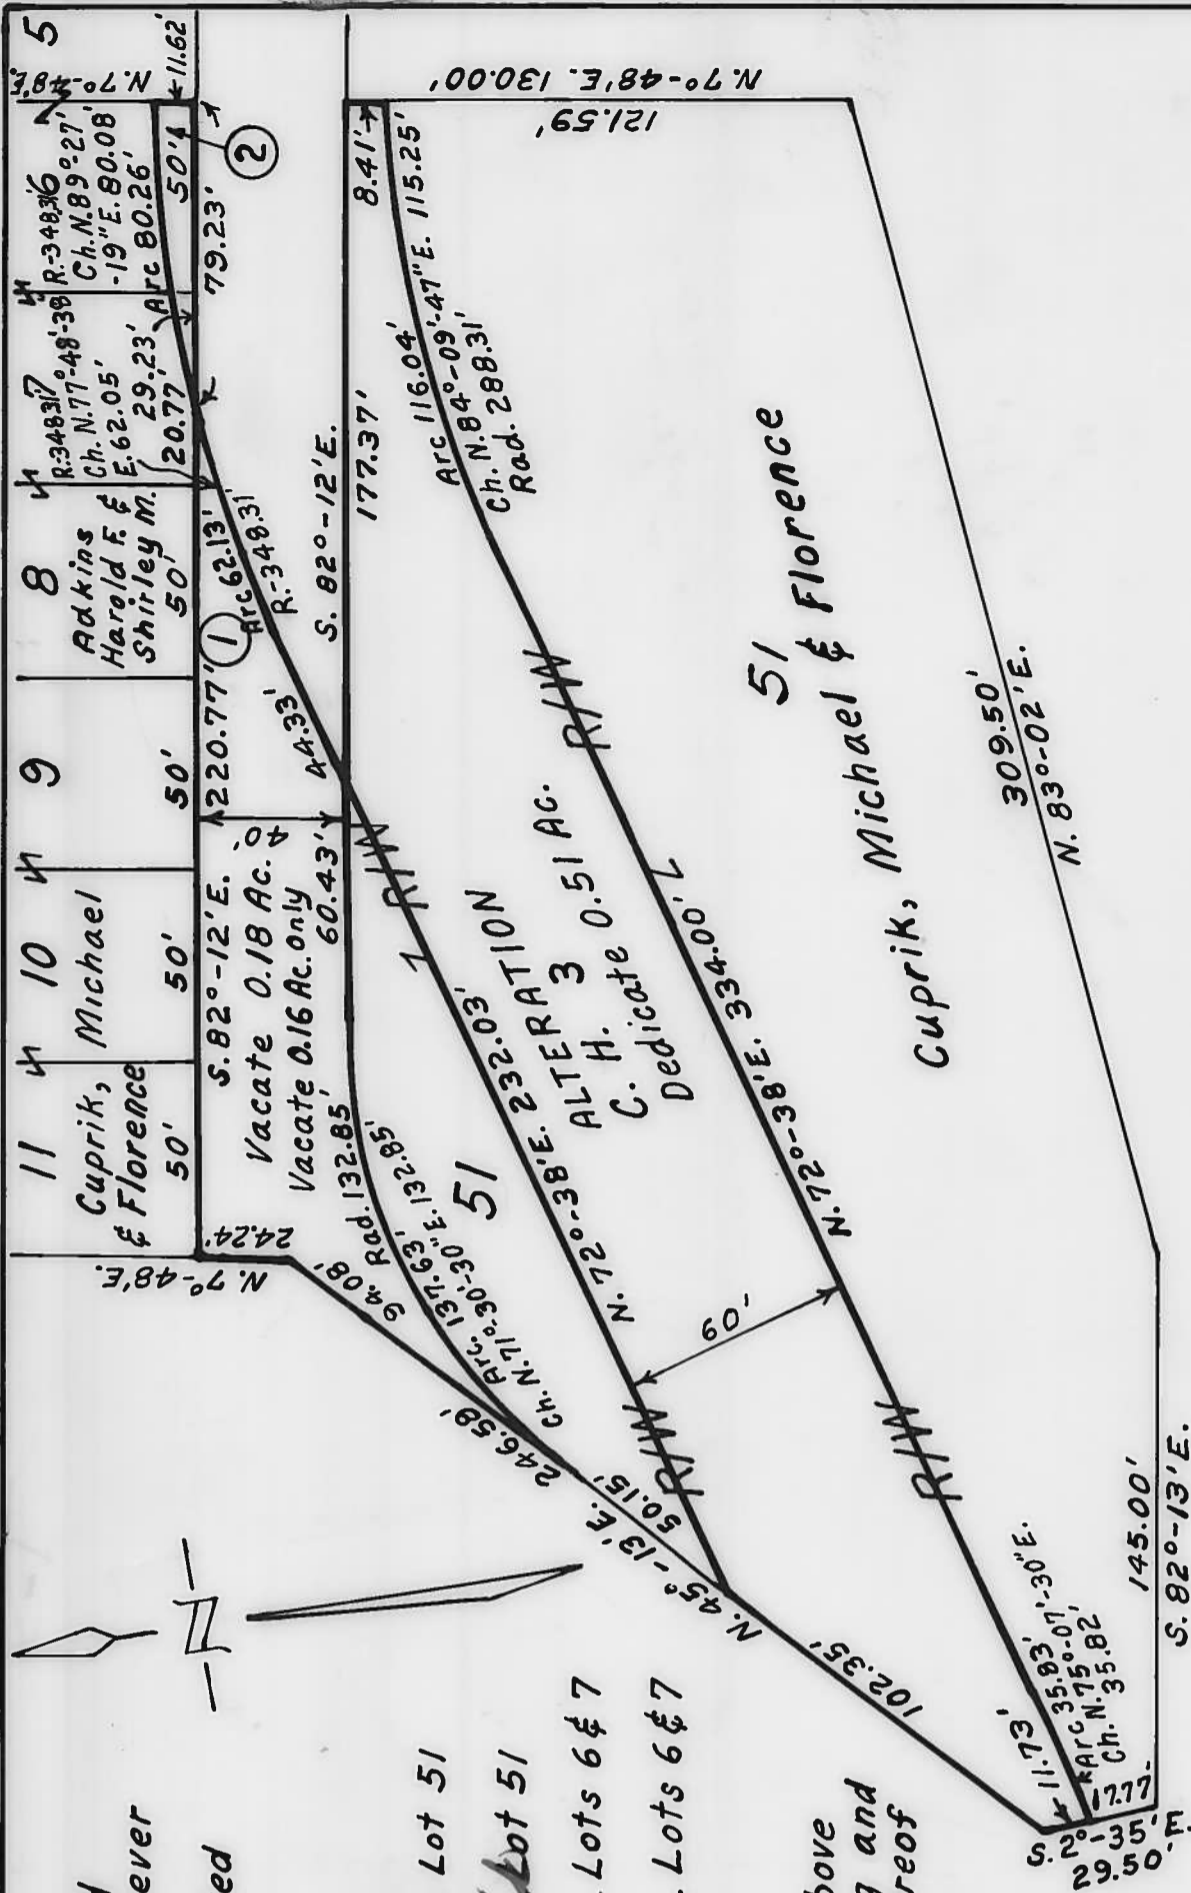 5
N. 7°-48'E.
11.62'
6
R.-348.31'
Ch. N. 89°-27'
-19"E. 80.08'
Arc 80.26'
50'
2
79.23'
7
R.-348.31'
Ch. N. 77°-48'-38"
E. 62.05'
29.23'
20.77'
8
Adkins
Harold F. &
Shirley M.
50'
1
Arc 62.13'
R.-348.31'
9
50'
220.77'
44.33'
10
Michael
50'
11
Cuprik,
& Florence
50'
S. 82°-12'E.
Vacate 0.18 Ac.
Vacate 0.16 Ac. Only
40'
60.43'
S. 82°-12'E.
177.37'
8.41'
N. 7°-48'E. 130.00'
121.59'
Arc 116.04'
Ch. N. 84°-09'-47"E. 115.25'
Rad. 288.31'
N. 7°-48'E.
24.24'
94.08'
Rad. 132.85'
Arc. 137.63'
Ch. N. 71°-30'-30"E. 132.85'
51
246.58'
N. 45°-13'E.
50.15'
102.35'
R/W
R/W
N. 72°-38'E. 232.03'
ALTERATION
C. H. 3
Dedicate 0.51 AC.
60'
N. 72°-38'E. 334.00'
R/W
R/W
51
Cuprik, Michael & Florence
309.50'
N. 83°-02'E.
11.73'
Arc 35.83'
Ch. N. 75°-07'-30"E.
35.82'
17.77
S. 2°-35'E.
29.50'
145.00'
S. 82°-13'E.
N
ever
ed
Lot 51
Lot 51
Lots 6 & 7
Lots 6 & 7
bove
and
reof